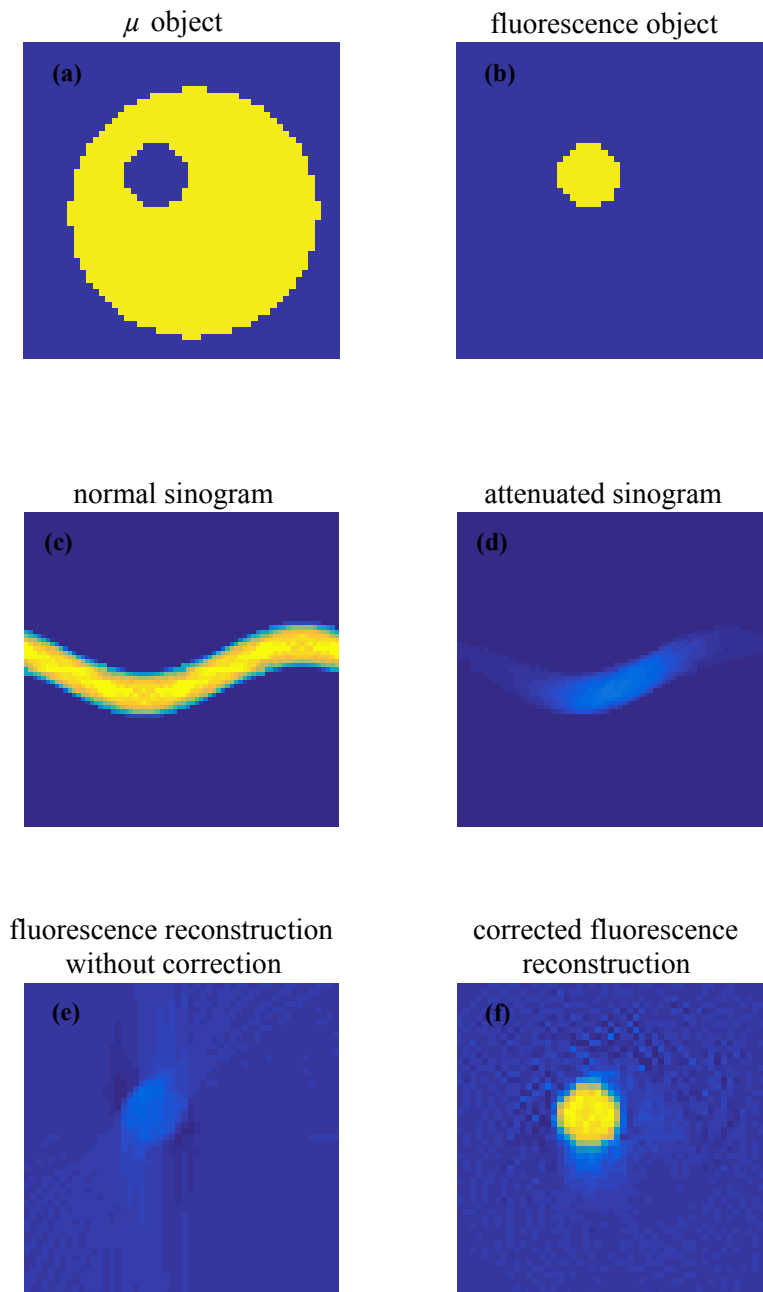 μ object
fluorescence object
(a)
(b)
normal sinogram
attenuated sinogram
(c)
(d)
fluorescence reconstruction
without correction
corrected fluorescence
reconstruction
(e)
(f)